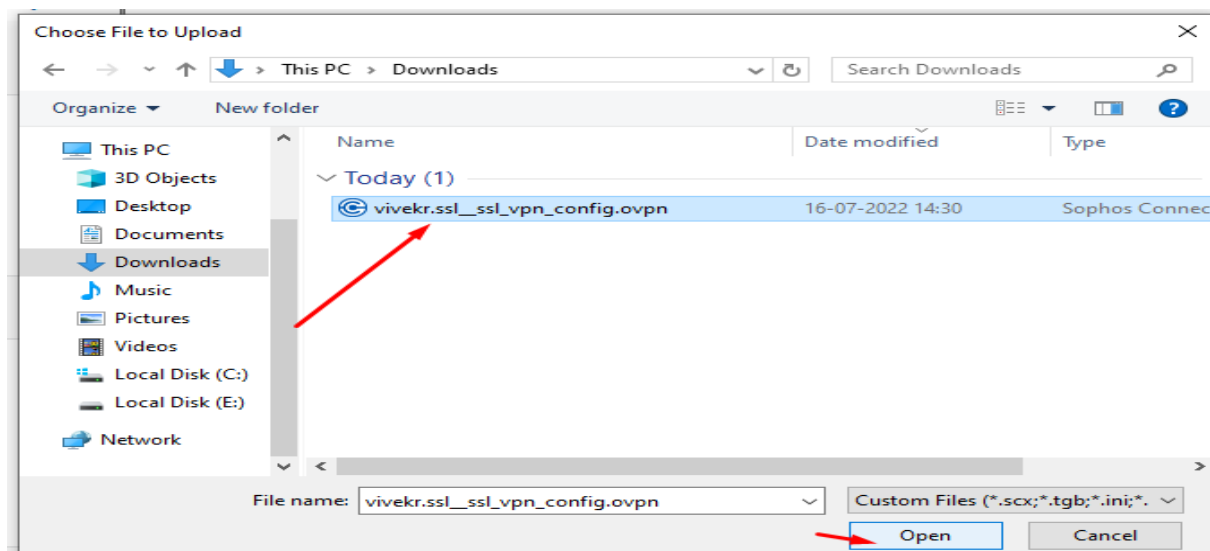 Choose File to Upload
This PC > Downloads
Search Downloads
Organize
New folder
Name
Date modified
Type
This PC
3D Objects
Desktop
Documents
Downloads
Music
Pictures
Videos
Local Disk (C:)
Local Disk (E:)
Network
Today (1)
vivekr.ssl__ssl_vpn_config.ovpn 16-07-2022 14:30 Sophos Connec
File name: vivekr.ssl__ssl_vpn_config.ovpn
Custom Files (*.scx;*.tgb;*.ini;*.
Open
Cancel